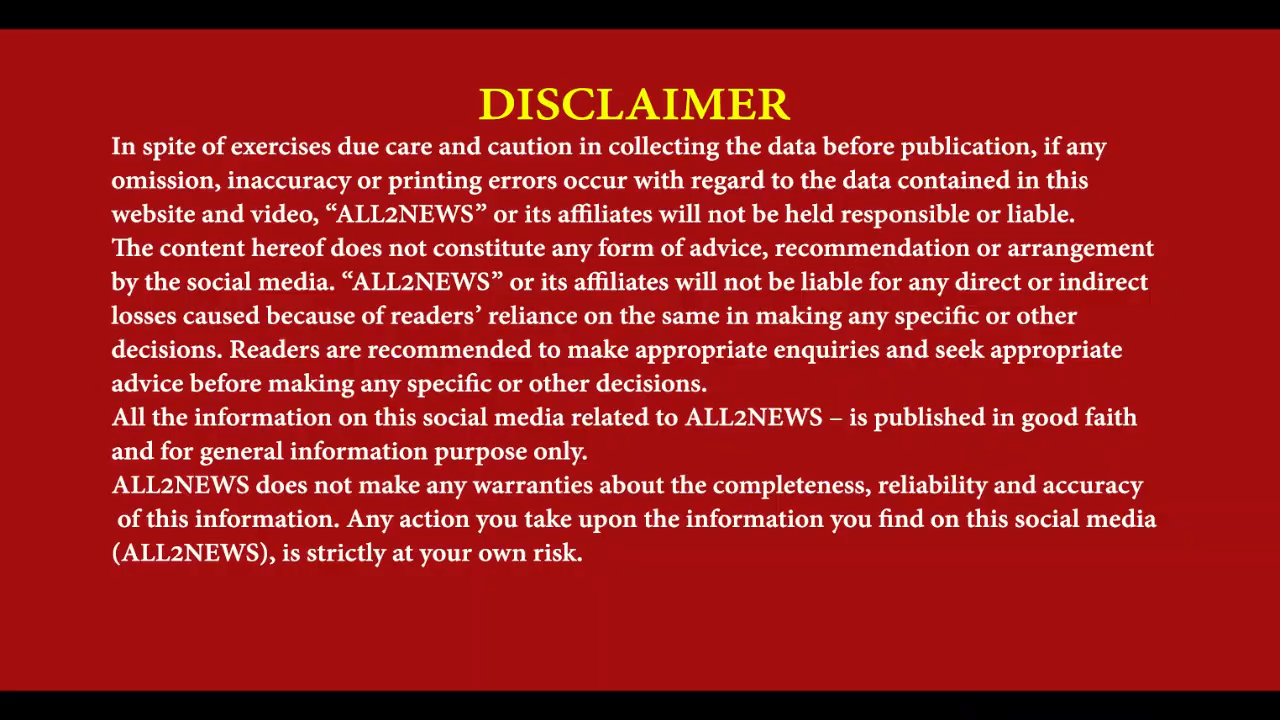 DISCLAIMER
In spite of exercises due care and caution in collecting the data before publication, if any
omission, inaccuracy or printing errors occur with regard to the data contained in this
website and video, “ALL2NEWS” or its affiliates will not be held responsible or liable.
The content hereof does not constitute any form of advice, recommendation or arrangement
by the social media. “ALL2NEWS” or its affiliates will not be liable for any direct or indirect
losses caused because of readers’ reliance on the same in making any specific or other
decisions. Readers are recommended to make appropriate enquiries and seek appropriate
advice before making any specific or other decisions.
All the information on this social media related to ALL2NEWS – is published in good faith
and for general information purpose only.
ALL2NEWS does not make any warranties about the completeness, reliability and accuracy
of this information. Any action you take upon the information you find on this social media
(ALL2NEWS), is strictly at your own risk.